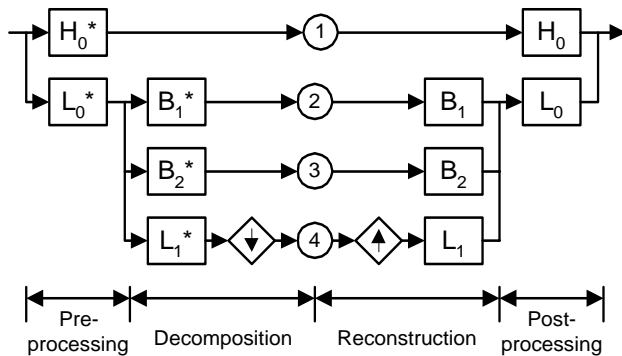 H₀* 1 H₀
L₀* B₁* 2 B₁ L₀
B₂* 3 B₂
L₁* 4 L₁
Pre-processing Decomposition Reconstruction Post-processing